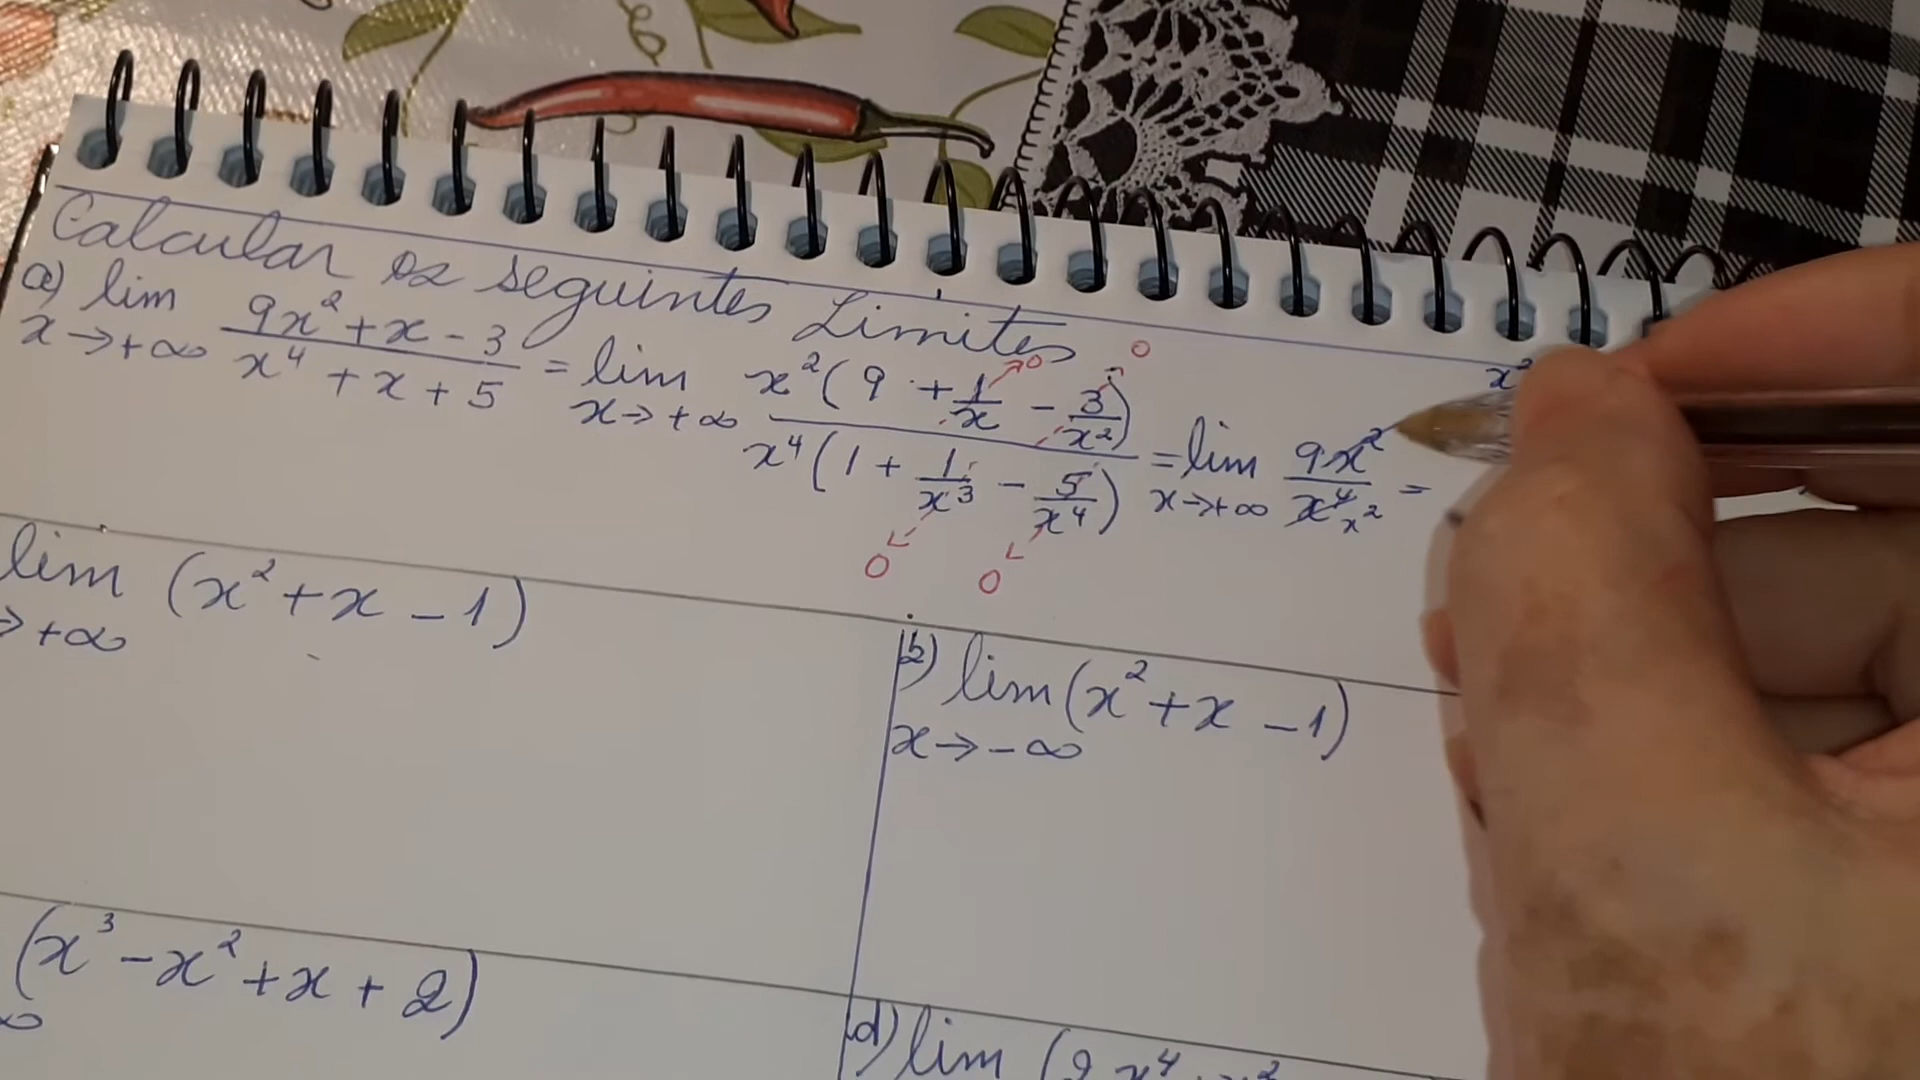 Calcular os seguintes Limites
a) lim x→+∞ (9x² + x - 3)/(x⁴ + x + 5) = lim x→+∞ x²(9 + 1/x - 3/x²)/x⁴(1 + 1/x³ - 5/x⁴) = lim x→+∞ 9x²/x⁴ x² =
0 0
0 0
x²
lim (x² + x - 1)
→ +∞
b) lim (x² + x - 1)
x → -∞
(x³ - x² + x + 2)
∞
d) lim (